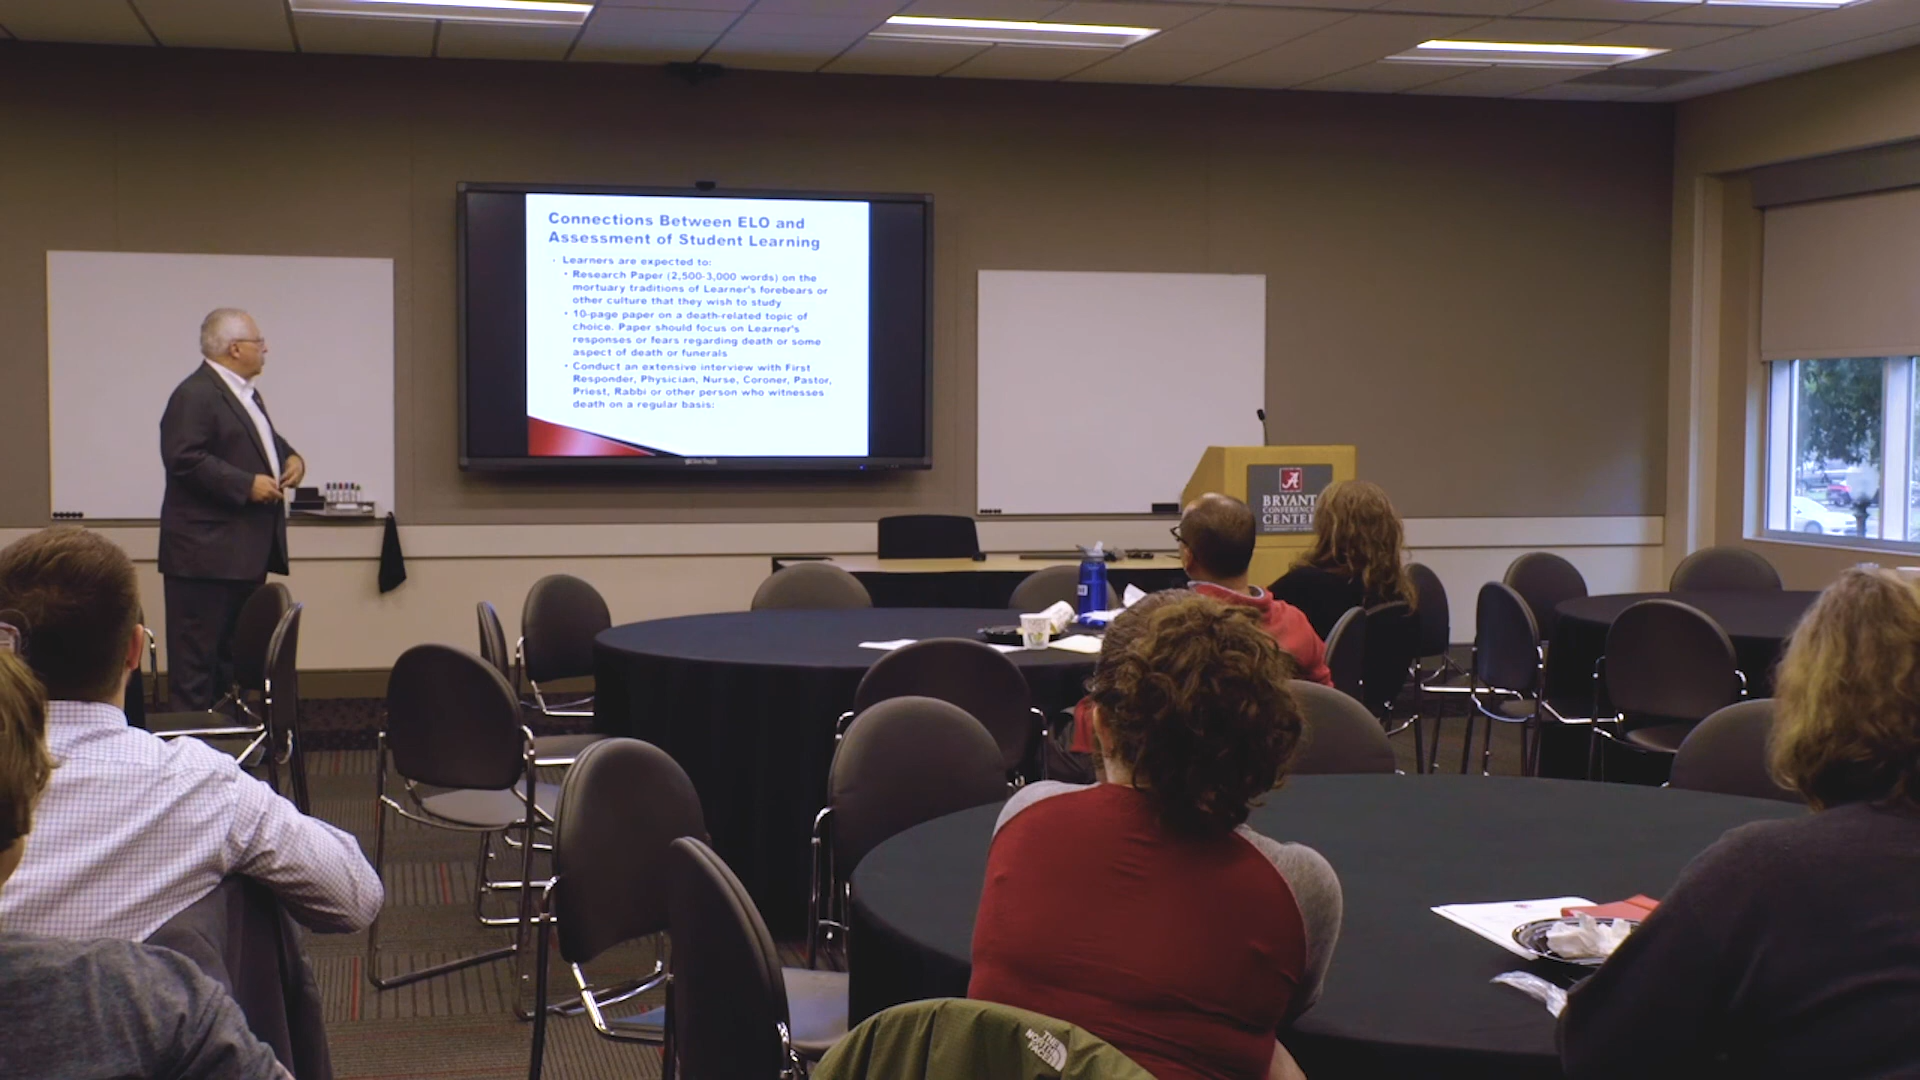 Connections Between ELO and
Assessment of Student Learning
• Learners are expected to:
• Research Paper (2,500-3,000 words) on the
mortuary traditions of Learner's forebears or
other culture that they wish to study
• 10-page paper on a death-related topic of
choice. Paper should focus on Learner's
responses or fears regarding death or some
aspect of death or funerals
• Conduct an extensive interview with First
Responder, Physician, Nurse, Coroner, Pastor,
Priest, Rabbi or other person who witnesses
death on a regular basis:
A
BRYANT
CONFERENCE
CENTER
THE
NORTH
FACE